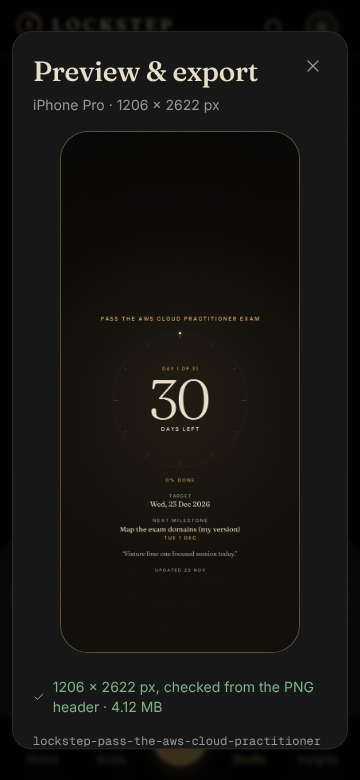 LOCKSTEP
Preview & export
iPhone Pro · 1206 × 2622 px
PASS THE AWS CLOUD PRACTITIONER EXAM
DAY 1 OF 31
30
DAYS LEFT
0% DONE
TARGET
Wed, 23 Dec 2026
NEXT MILESTONE
Map the exam domains (my version)
TUE 1 DEC
"Fixture line: one focused session today."
UPDATED 23 NOV
1206 × 2622 px, checked from the PNG
header · 4.12 MB
lockstep-pass-the-aws-cloud-practitioner